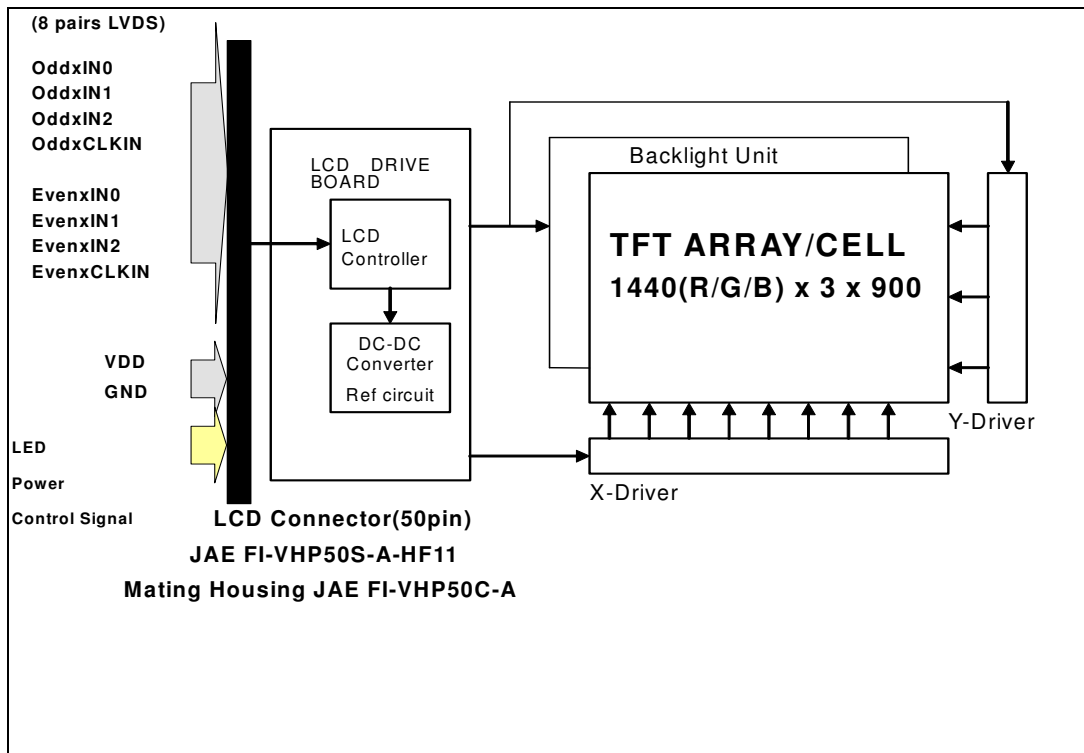 (8 pairs LVDS)
OddxIN0
OddxIN1
OddxIN2
OddxCLKIN
EvenxIN0
EvenxIN1
EvenxIN2
EvenxCLKIN
VDD
GND
LED
Power
Control Signal
LCD DRIVE
BOARD
LCD
Controller
DC-DC
Converter
Ref circuit
Backlight Unit
TFT ARRAY/CELL
1440(R/G/B) x 3 x 900
Y-Driver
X-Driver
LCD Connector(50pin)
JAE FI-VHP50S-A-HF11
Mating Housing JAE FI-VHP50C-A